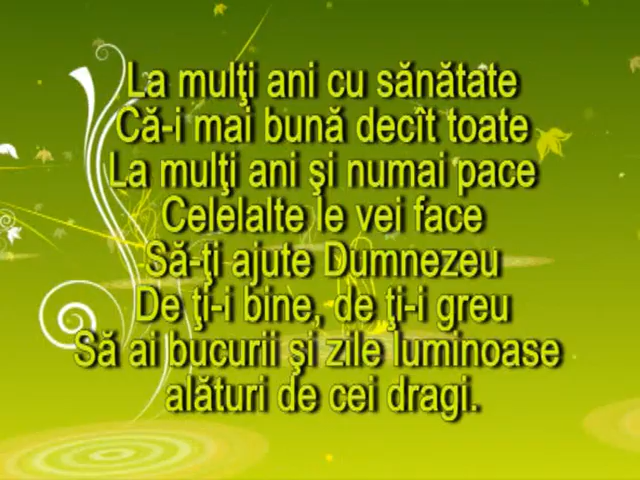 La mulţi ani cu sănătate
Că-i mai bună decît toate
La mulţi ani şi numai pace
Celelalte le vei face
Să-ţi ajute Dumnezeu
De ţi-i bine, de ţi-i greu
Să ai bucurii şi zile luminoase
alături de cei dragi.